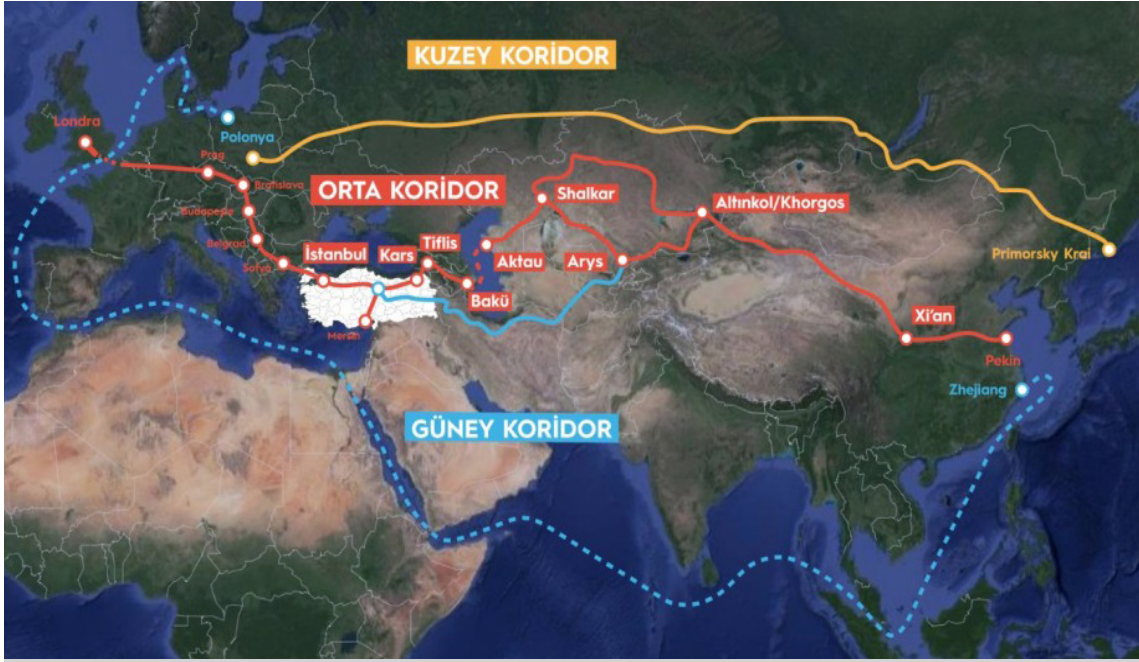 KUZEY KORİDOR
Londra
Polonya
Prag
Bratislava
ORTA KORİDOR
Shalkar
Altınkol/Khorgos
Budapeşte
Belgrad
Sofya
İstanbul
Kars
Tiflis
Aktau
Arys
Primorsky Krai
Bakü
Mersin
Xi'an
Pekin
Zhejiang
GÜNEY KORİDOR